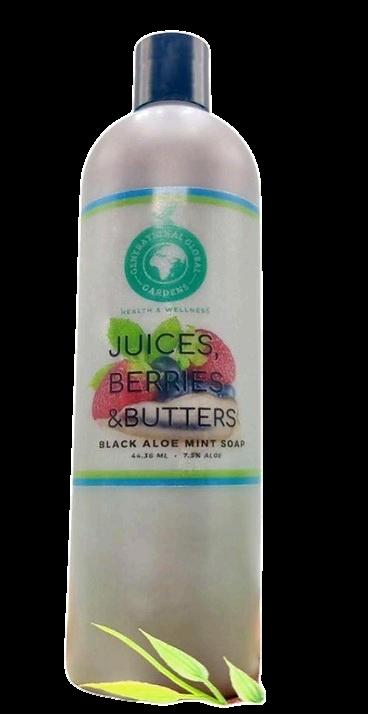 GENERATIONAL GLOBAL
GARDENS
HEALTH & WELLNESS
JUICES,
BERRIES
&BUTTERS
BLACK ALOE MINT SOAP
44.36 ML • 7.5% ALOE